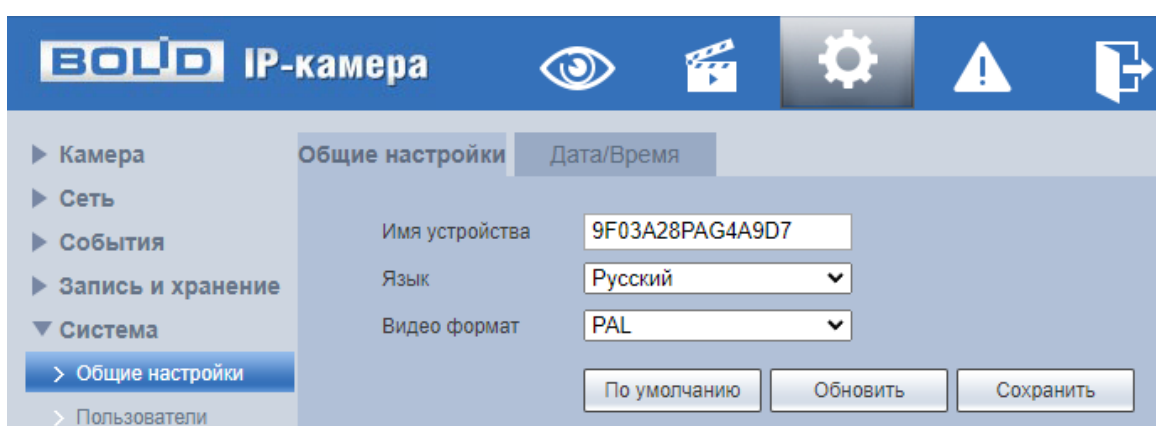 BOLID IP-камера
Камера
Сеть
События
Запись и хранение
Система
Общие настройки
Пользователи
Общие настройки Дата/Время
Имя устройства 9F03A28PAG4A9D7
Язык Русский
Видео формат PAL
По умолчанию Обновить Сохранить